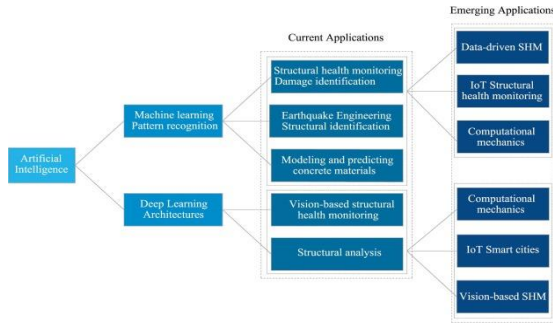 Emerging Applications
Current Applications
Artificial
Intelligence
Machine learning
Pattern recognition
Deep Learning
Architectures
Structural health monitoring
Damage identification
Earthquake Engineering
Structural identification
Modeling and predicting
concrete materials
Vision-based structural
health monitoring
Structural analysis
Data-driven SHM
IoT Structural
health monitoring
Computational
mechanics
Computational
mechanics
IoT Smart cities
Vision-based SHM